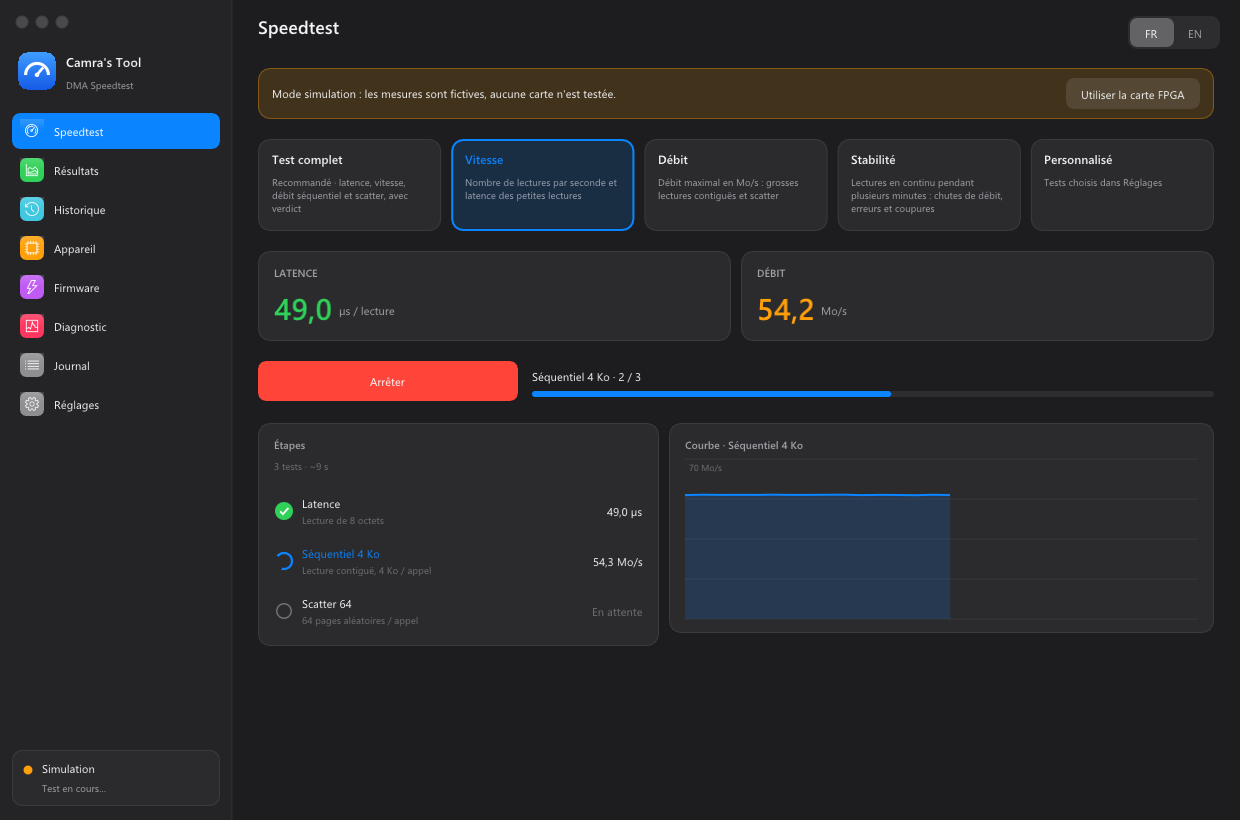 Speedtest
FR
EN
Camra's Tool
DMA Speedtest
Speedtest
Résultats
Historique
Appareil
Firmware
Diagnostic
Journal
Réglages
Simulation
Test en cours...
Mode simulation : les mesures sont fictives, aucune carte n'est testée.
Utiliser la carte FPGA
Test complet
Recommandé · latence, vitesse,
débit séquentiel et scatter, avec
verdict
Vitesse
Nombre de lectures par seconde et
latence des petites lectures
Débit
Débit maximal en Mo/s : grosses
lectures contiguës et scatter
Stabilité
Lectures en continu pendant
plusieurs minutes : chutes de débit,
erreurs et coupures
Personnalisé
Tests choisis dans Réglages
LATENCE
49,0 µs / lecture
DÉBIT
54,2 Mo/s
Arrêter
Séquentiel 4 Ko · 2 / 3
Étapes
3 tests · ~9 s
Latence
Lecture de 8 octets
49,0 µs
Séquentiel 4 Ko
Lecture contiguë, 4 Ko / appel
54,3 Mo/s
Scatter 64
64 pages aléatoires / appel
En attente
Courbe · Séquentiel 4 Ko
70 Mo/s